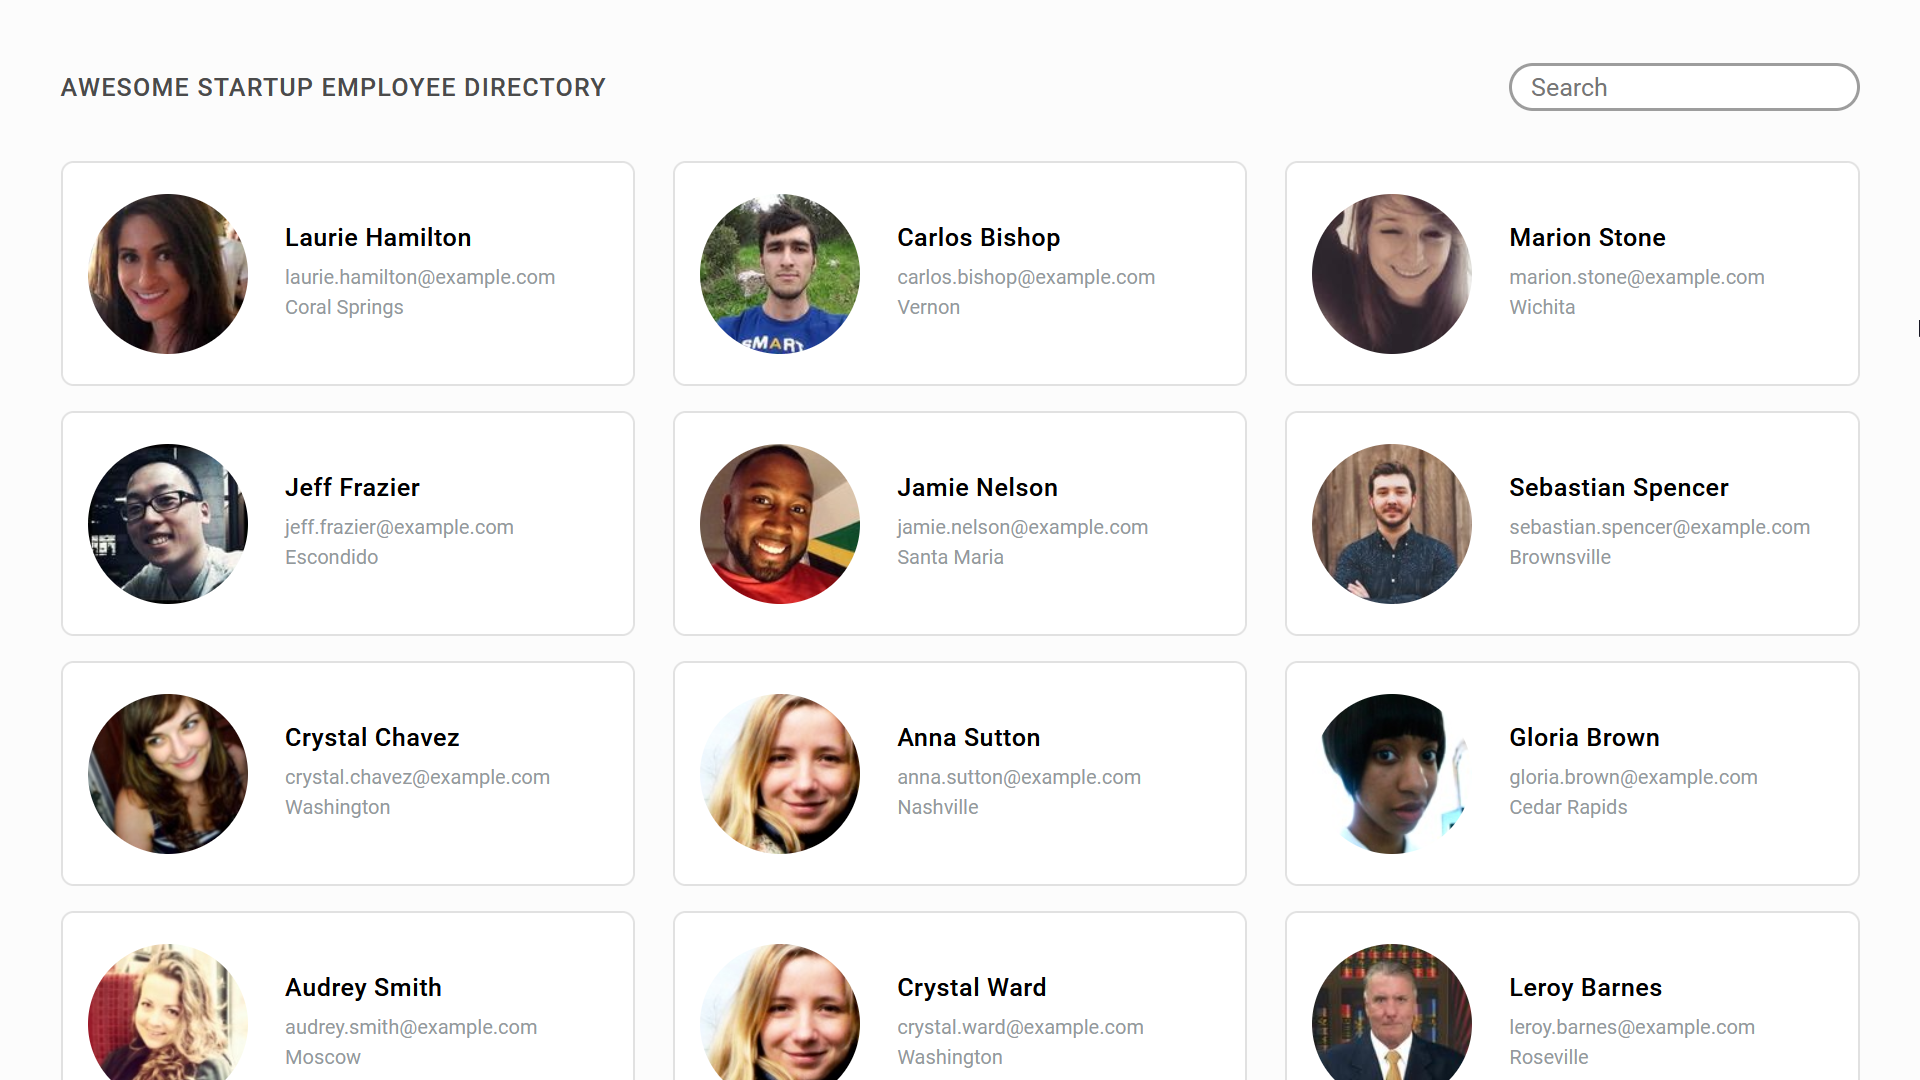 AWESOME STARTUP EMPLOYEE DIRECTORY
Search
Laurie Hamilton
laurie.hamilton@example.com
Coral Springs
Carlos Bishop
carlos.bishop@example.com
Vernon
SMART
Marion Stone
marion.stone@example.com
Wichita
Jeff Frazier
jeff.frazier@example.com
Escondido
Jamie Nelson
jamie.nelson@example.com
Santa Maria
Sebastian Spencer
sebastian.spencer@example.com
Brownsville
Crystal Chavez
crystal.chavez@example.com
Washington
Anna Sutton
anna.sutton@example.com
Nashville
Gloria Brown
gloria.brown@example.com
Cedar Rapids
Audrey Smith
audrey.smith@example.com
Moscow
Crystal Ward
crystal.ward@example.com
Washington
Leroy Barnes
leroy.barnes@example.com
Roseville